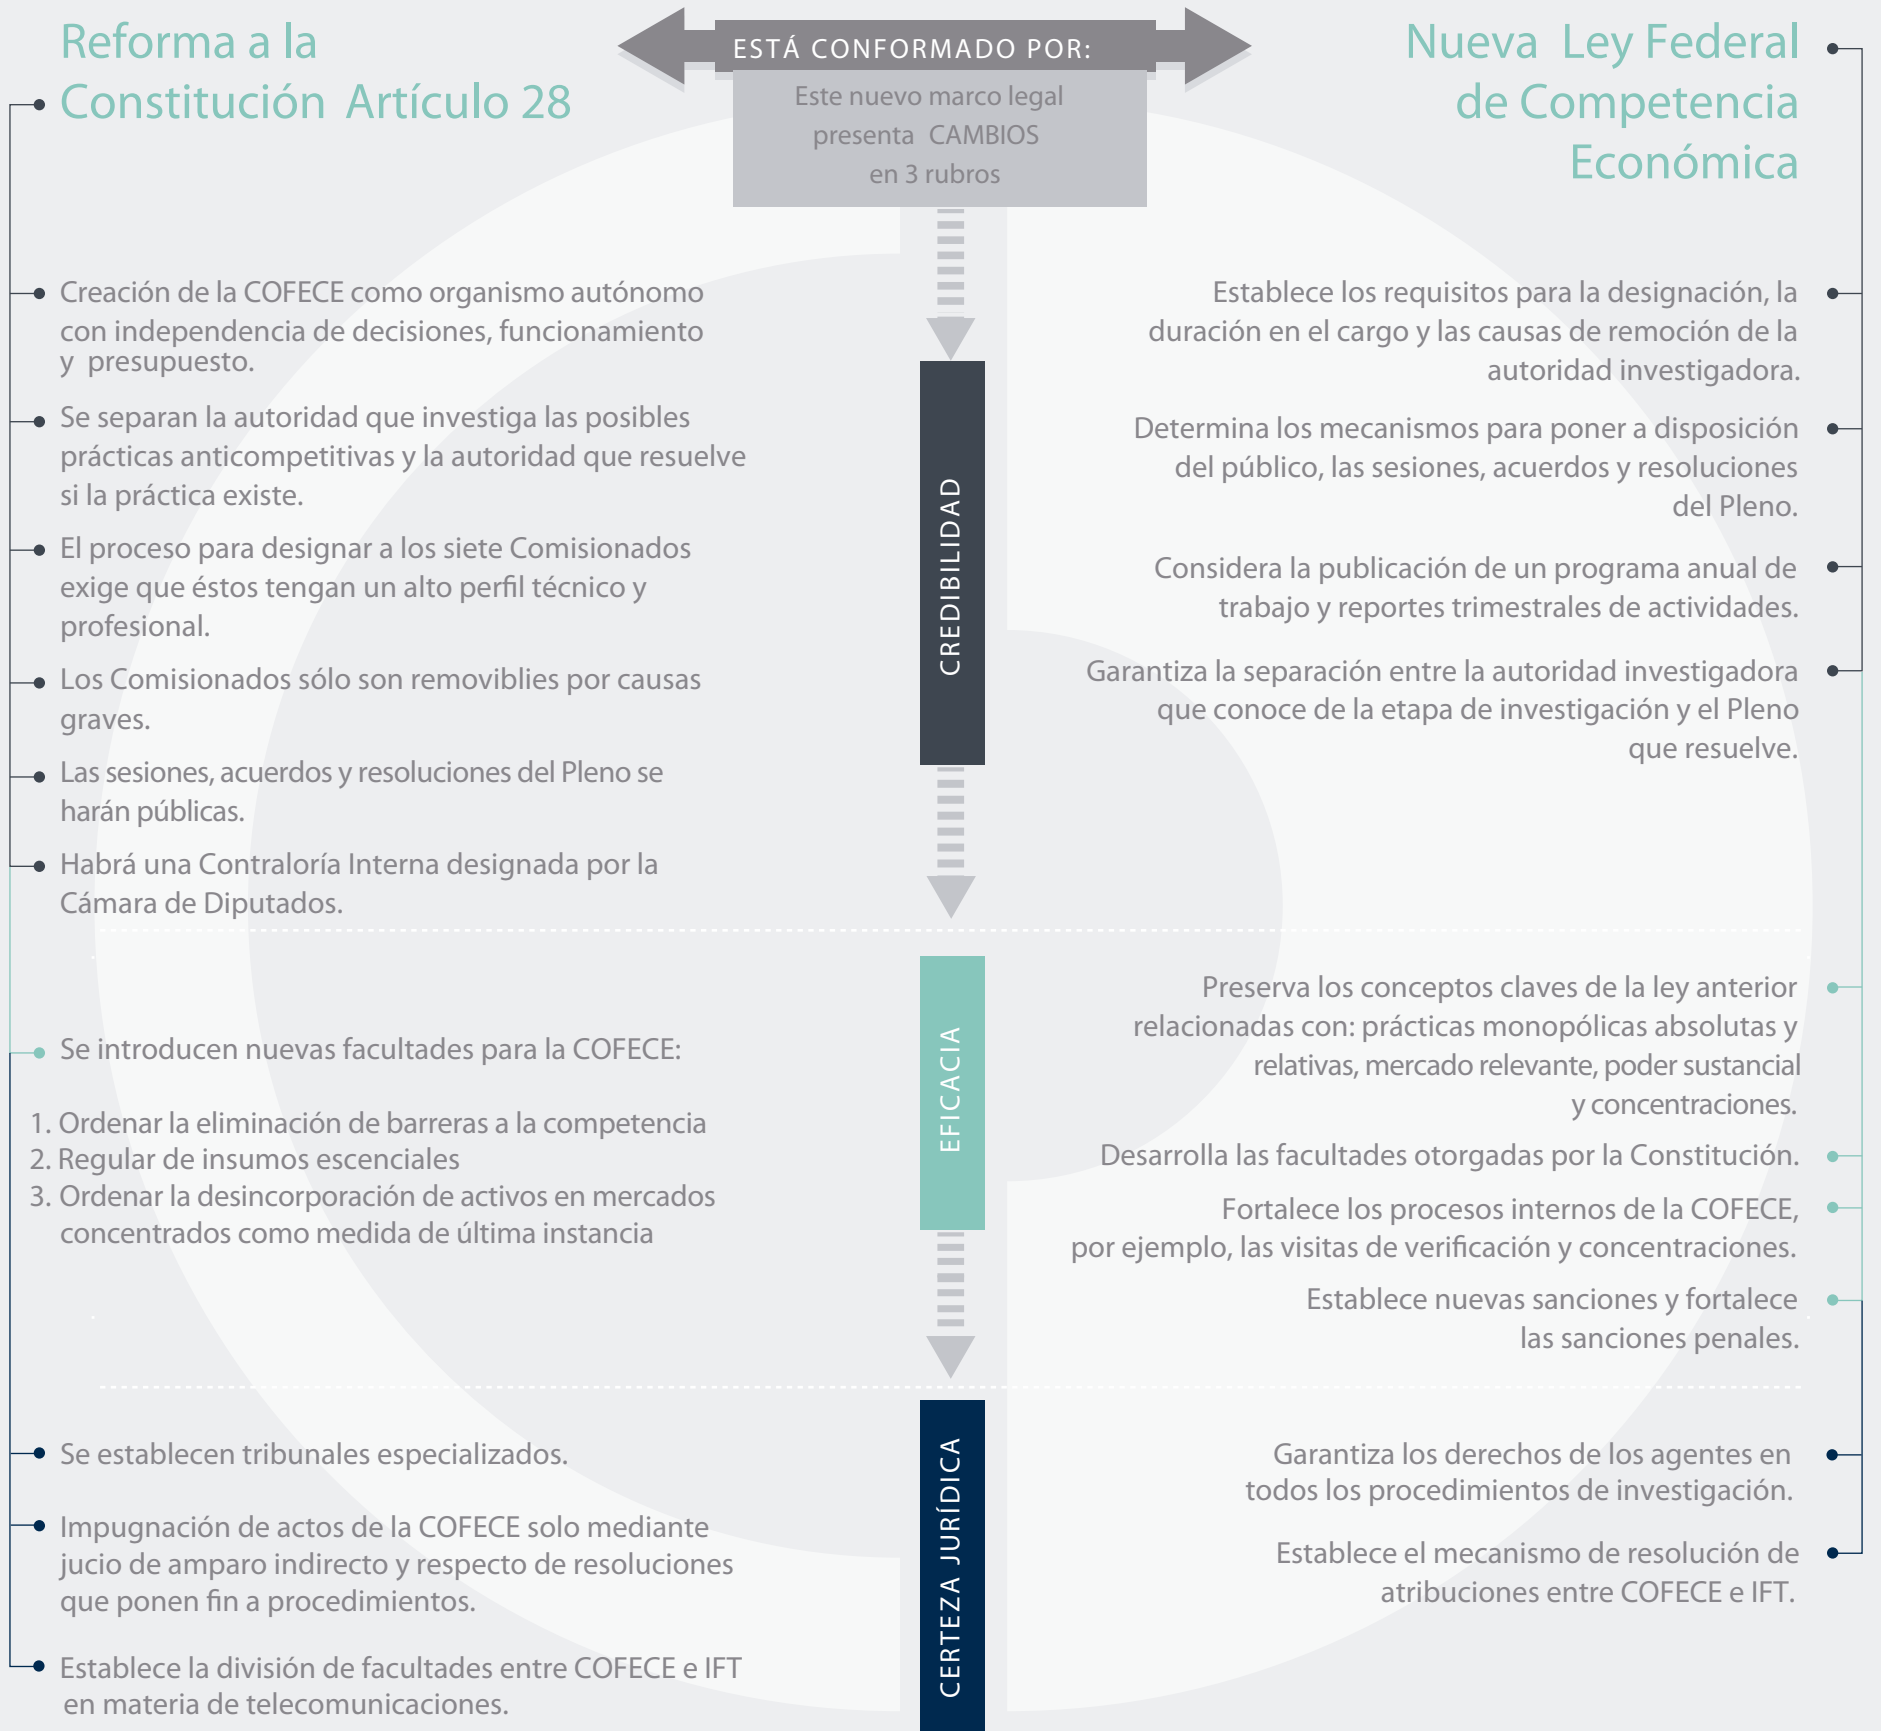 Reforma a la
Constitución Artículo 28
ESTÁ CONFORMADO POR:
Este nuevo marco legal
presenta CAMBIOS
en 3 rubros
Nueva Ley Federal
de Competencia
Económica
Creación de la COFECE como organismo autónomo
con independencia de decisiones, funcionamiento
y presupuesto.
Se separan la autoridad que investiga las posibles
prácticas anticompetitivas y la autoridad que resuelve
si la práctica existe.
El proceso para designar a los siete Comisionados
exige que éstos tengan un alto perfil técnico y
profesional.
Los Comisionados sólo son removiblies por causas
graves.
Las sesiones, acuerdos y resoluciones del Pleno se
harán públicas.
Habrá una Contraloría Interna designada por la
Cámara de Diputados.
CREDIBILIDAD
Establece los requisitos para la designación, la
duración en el cargo y las causas de remoción de la
autoridad investigadora.
Determina los mecanismos para poner a disposición
del público, las sesiones, acuerdos y resoluciones
del Pleno.
Considera la publicación de un programa anual de
trabajo y reportes trimestrales de actividades.
Garantiza la separación entre la autoridad investigadora
que conoce de la etapa de investigación y el Pleno
que resuelve.
Se introducen nuevas facultades para la COFECE:
1. Ordenar la eliminación de barreras a la competencia
2. Regular de insumos escenciales
3. Ordenar la desincorporación de activos en mercados
concentrados como medida de última instancia
EFICACIA
Preserva los conceptos claves de la ley anterior
relacionadas con: prácticas monopólicas absolutas y
relativas, mercado relevante, poder sustancial
y concentraciones.
Desarrolla las facultades otorgadas por la Constitución.
Fortalece los procesos internos de la COFECE,
por ejemplo, las visitas de verificación y concentraciones.
Establece nuevas sanciones y fortalece
las sanciones penales.
Se establecen tribunales especializados.
Impugnación de actos de la COFECE solo mediante
jucio de amparo indirecto y respecto de resoluciones
que ponen fin a procedimientos.
Establece la división de facultades entre COFECE e IFT
en materia de telecomunicaciones.
CERTEZA JURÍDICA
Garantiza los derechos de los agentes en
todos los procedimientos de investigación.
Establece el mecanismo de resolución de
atribuciones entre COFECE e IFT.